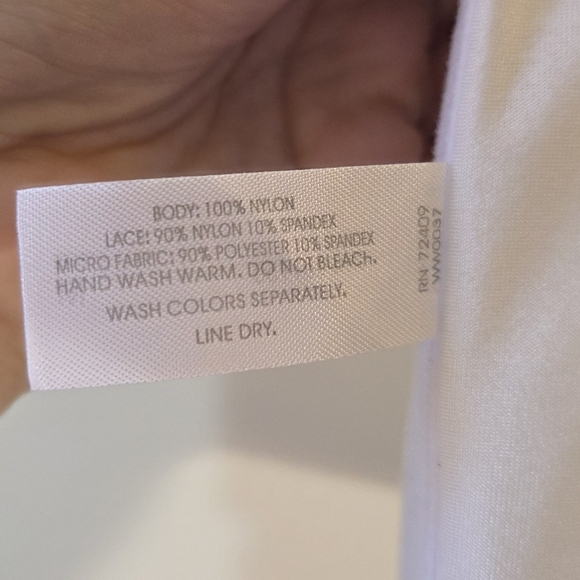 BODY: 100% NYLON
LACE: 90% NYLON 10% SPANDEX
MICRO FABRIC: 90% POLYESTER 10% SPANDEX
HAND WASH WARM. DO NOT BLEACH.
WASH COLORS SEPARATELY.
LINE DRY.
RN 72409
WW0037